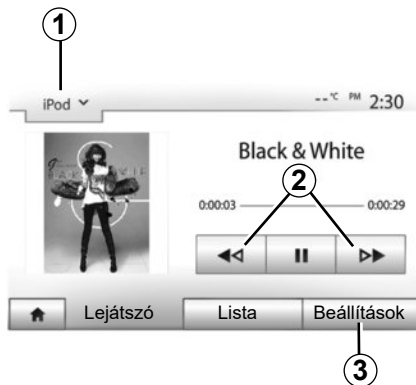 1
iPod
--°C PM 2:30
Black & White
2
0:00:03 0:00:29
Lejátszó Lista Beállítások
3